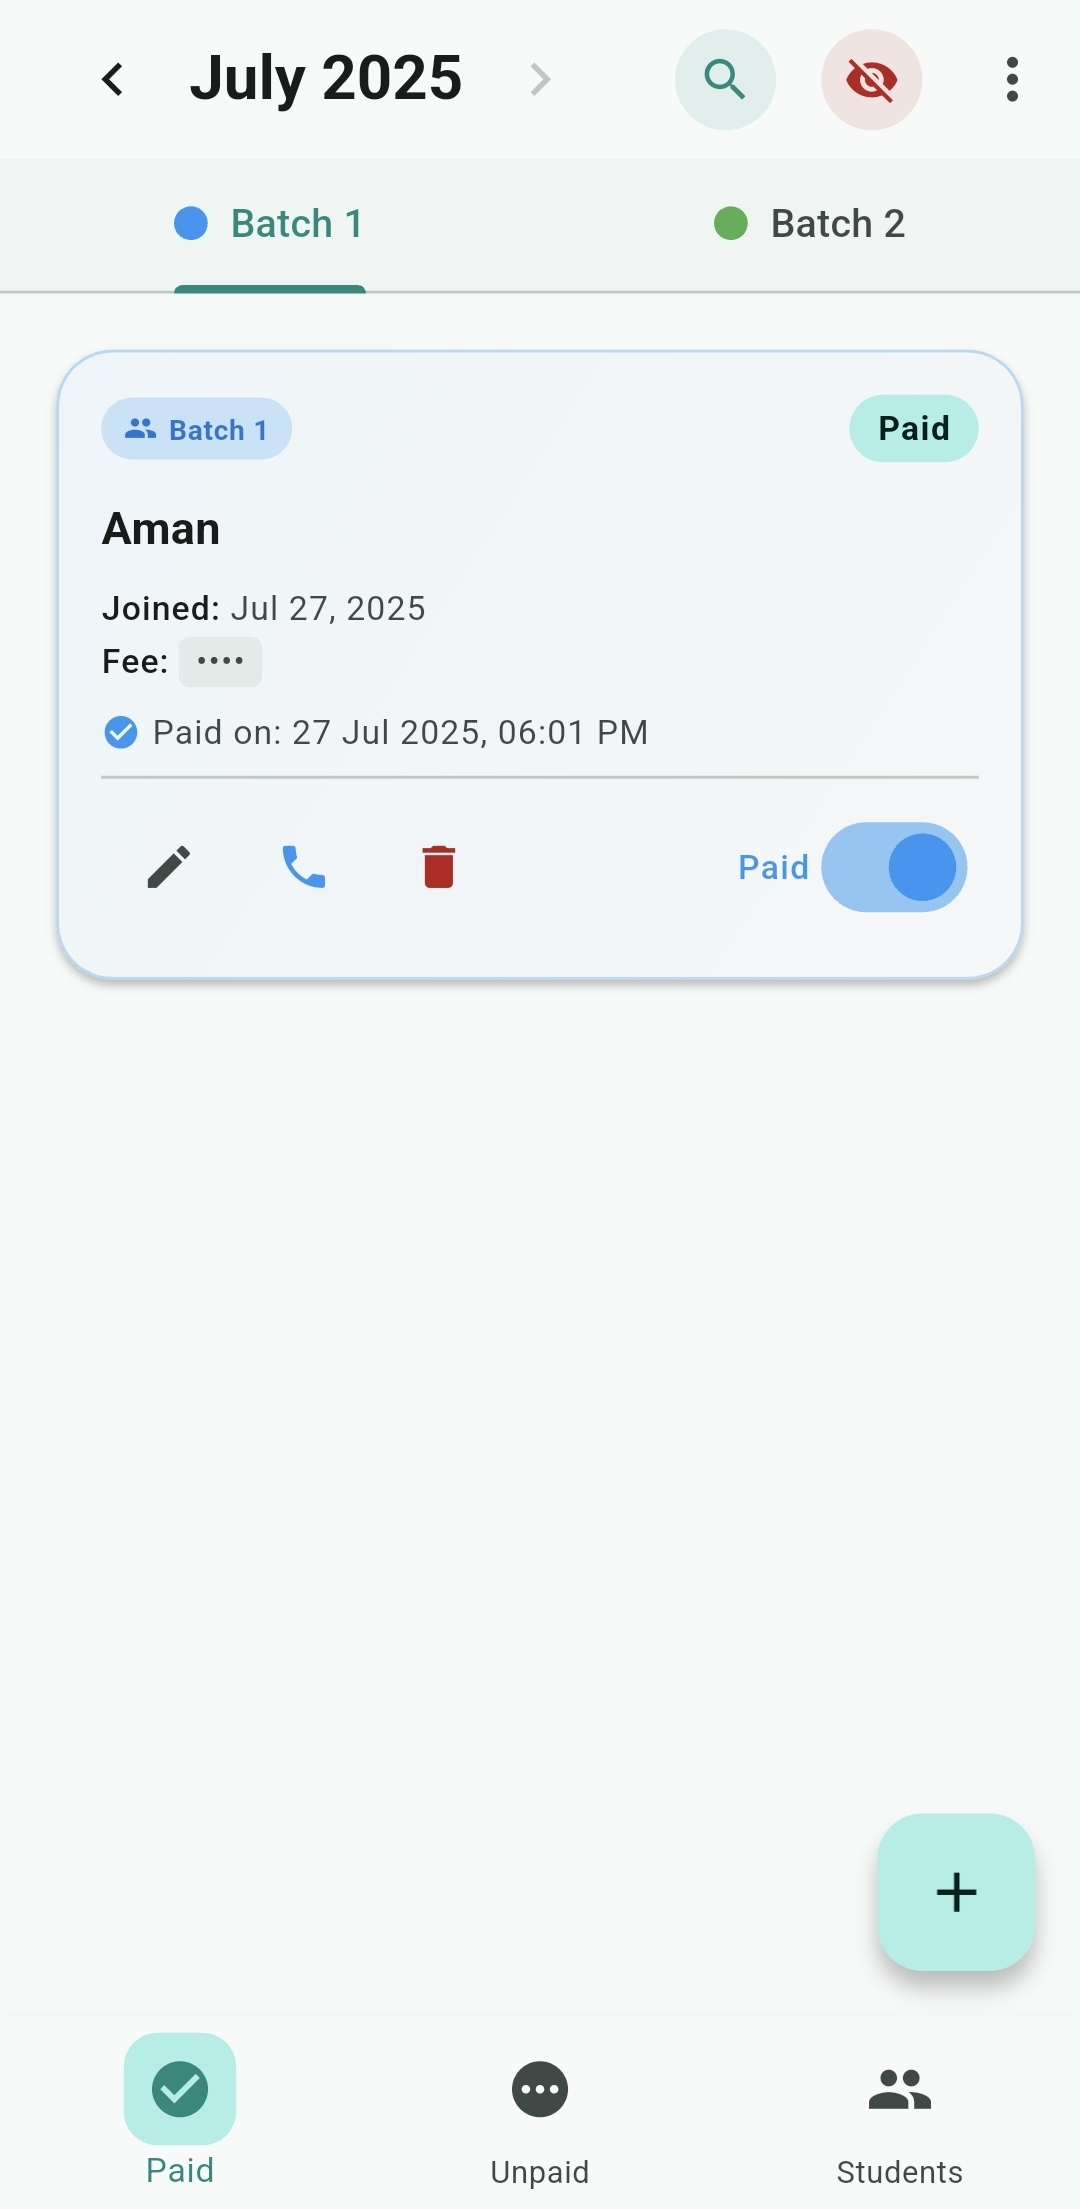 July 2025
Batch 1
Batch 2
Batch 1
Paid
Aman
Joined: Jul 27, 2025
Fee: ••••
Paid on: 27 Jul 2025, 06:01 PM
Paid
Paid
Unpaid
Students